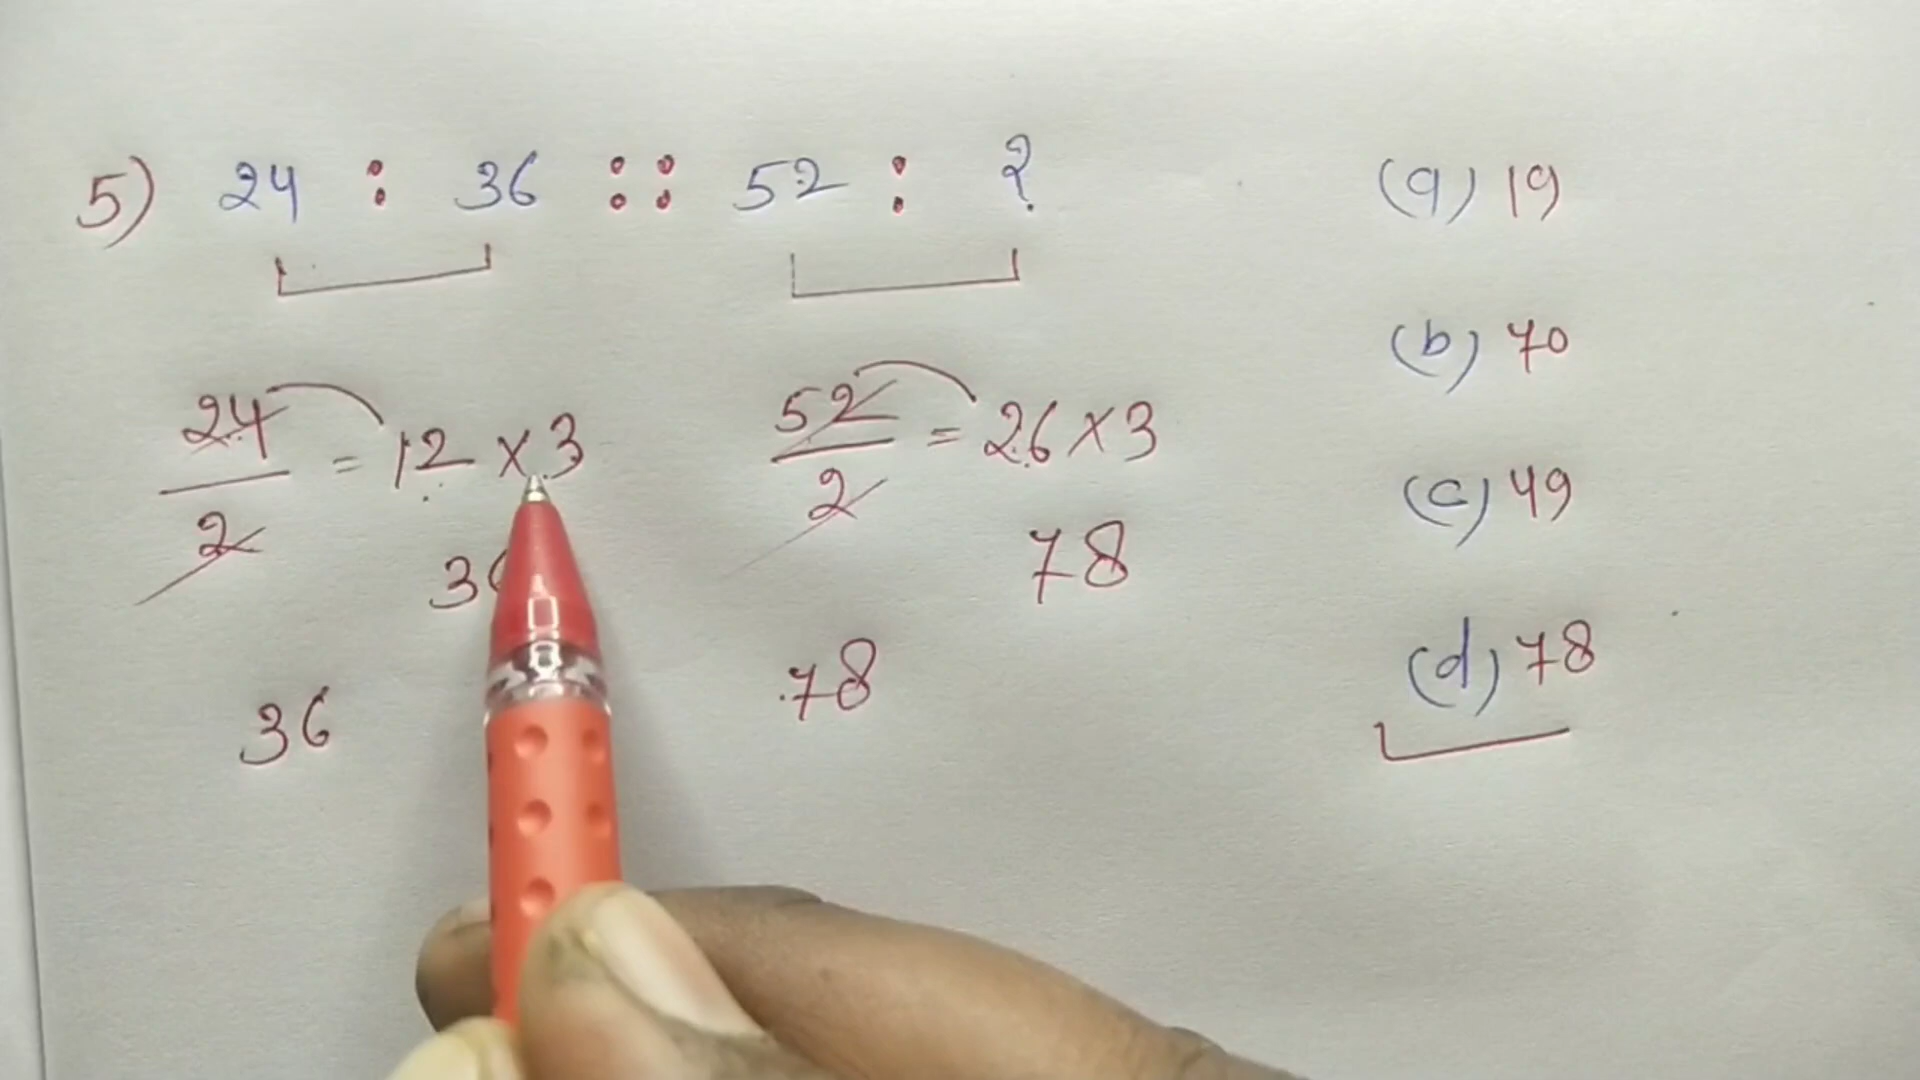 5) 24 : 36 :: 52 : ?
(a) 19
(b) 70
(c) 49
(d) 78
24/2 = 12 × 3
36
52/2 = 26 × 3
78
36
78